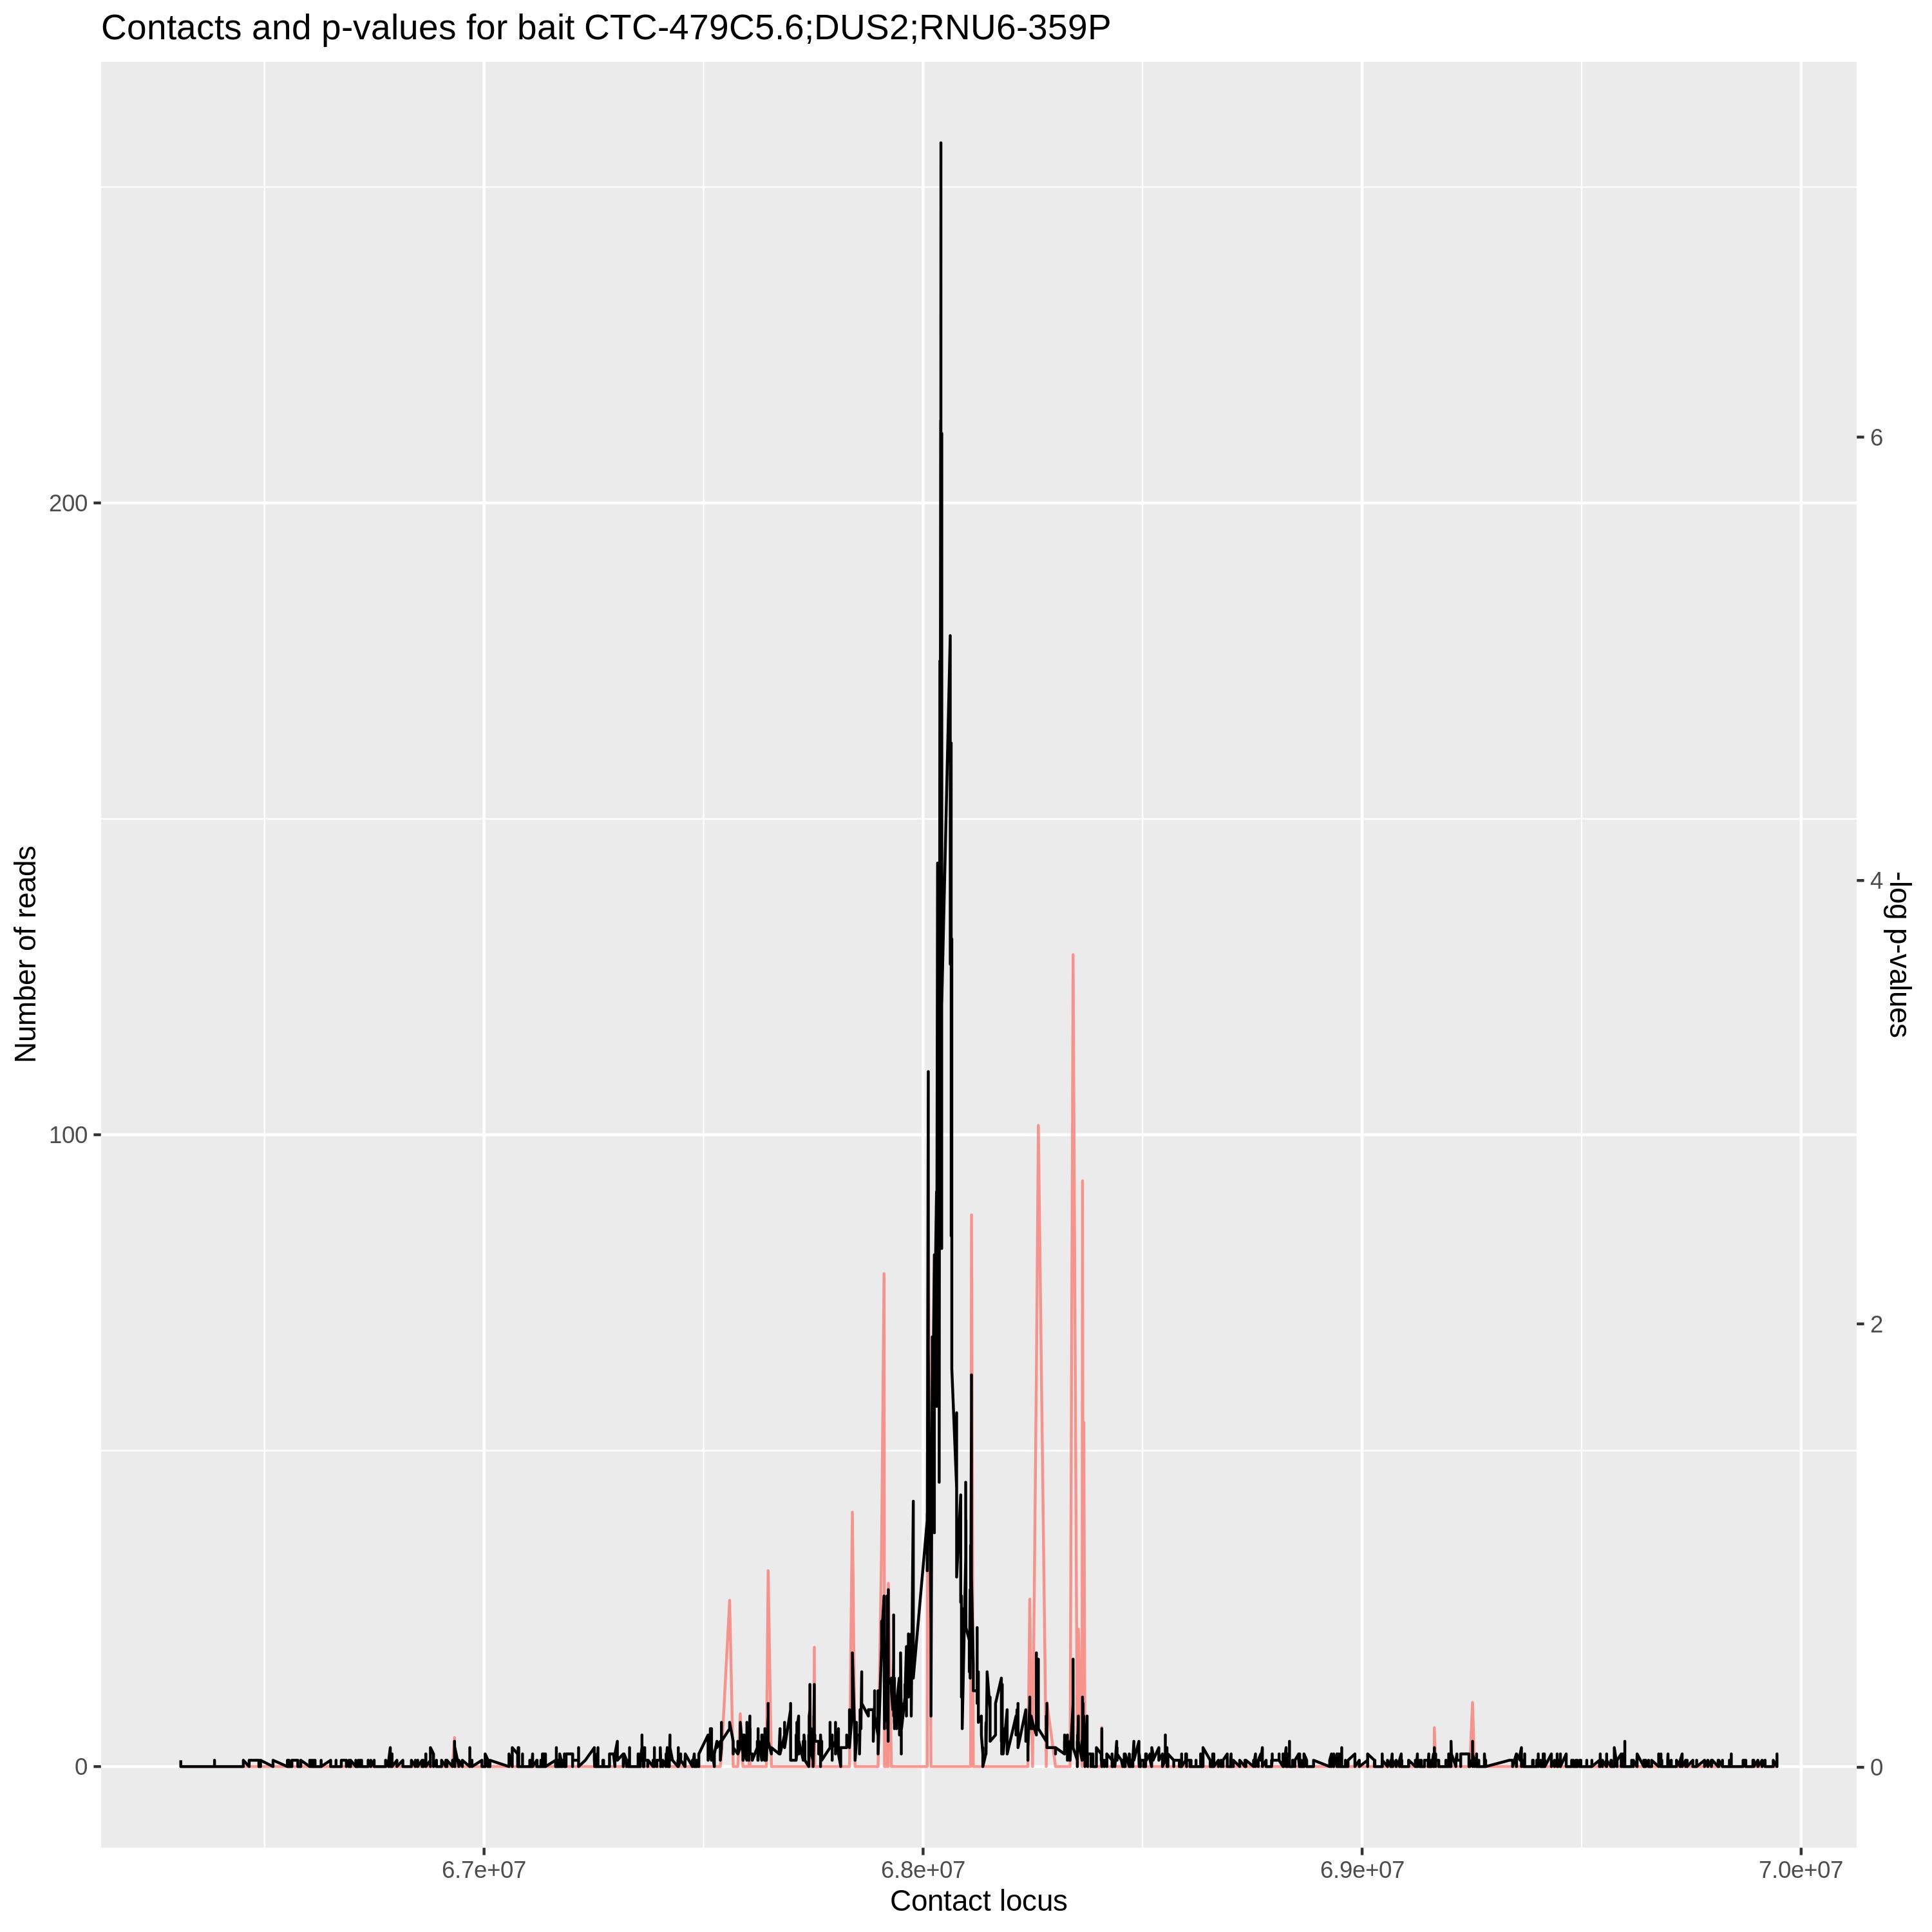 Contacts and p-values for bait CTC-479C5.6;DUS2;RNU6-359P
Number of reads
200
100
0
6
4
2
0
-log p-values
6.7e+07
6.8e+07
6.9e+07
7.0e+07
Contact locus